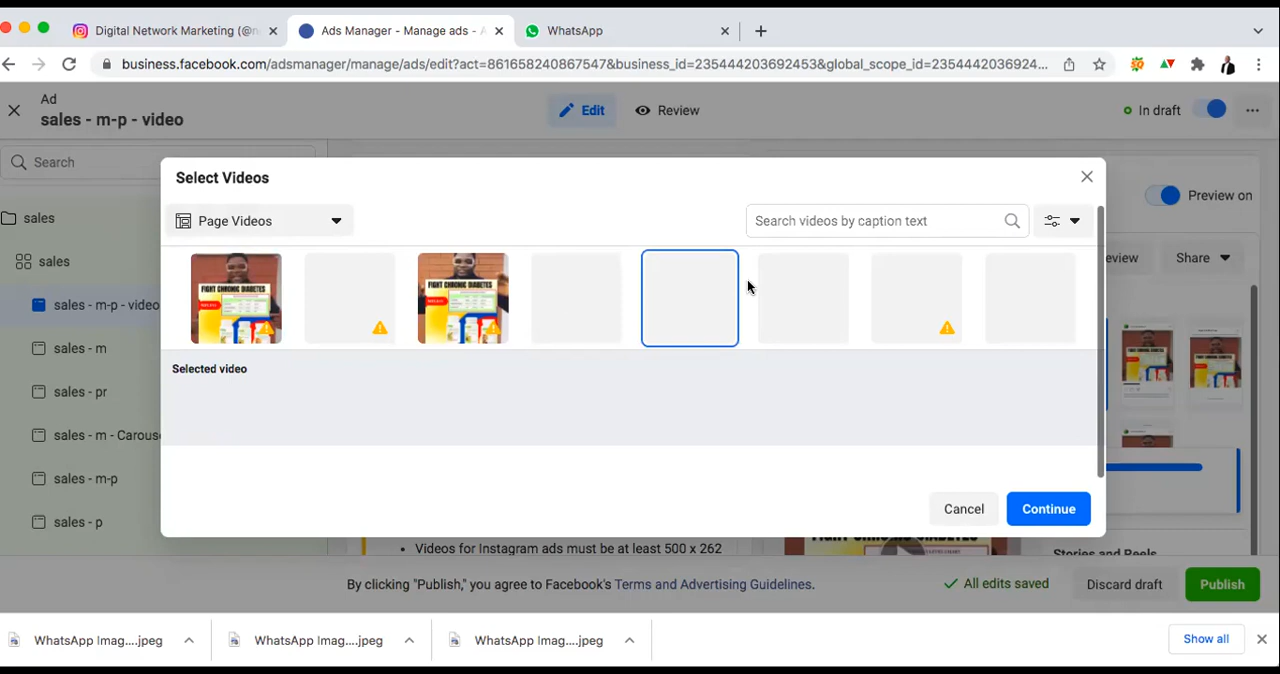 Digital Network Marketing (@n
Ads Manager - Manage ads - A
WhatsApp
business.facebook.com/adsmanager/manage/ads/edit?act=861658240867547&business_id=235444203692453&global_scope_id=2354442036924...
Ad
sales - m-p - video
Edit
Review
In draft
Search
Select Videos
Preview on
sales
Page Videos
Search videos by caption text
sales
eview
Share
FIGHT CHRONIC DIABETES
FIGHT CHRONIC DIABETES
sales - m-p - video
sales - m
Selected video
sales - pr
sales - m - Carous
sales - m-p
Cancel
Continue
sales - p
Videos for Instagram ads must be at least 500 x 262
FIGHT CHRONIC DIABETES
Stories and Reels
By clicking "Publish," you agree to Facebook's Terms and Advertising Guidelines.
All edits saved
Discard draft
Publish
WhatsApp Imag....jpeg
WhatsApp Imag....jpeg
WhatsApp Imag....jpeg
Show all